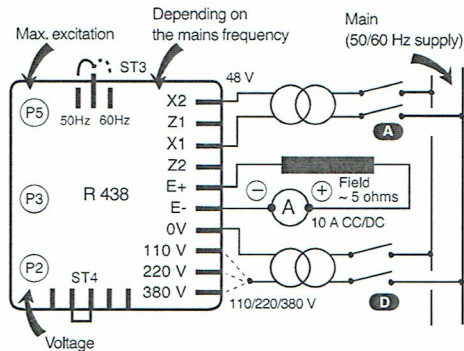 Depending on
the mains frequency
Max. excitation
Main
(50/60 Hz supply)
ST3
48 V
P5
50Hz
60Hz
X2
Z1
X1
Z2
E+
E-
0V
110 V
220 V
380 V
A
P3
R 438
−
A
+
Field
~ 5 ohms
10 A CC/DC
P2
ST4
110/220/380 V
D
Voltage